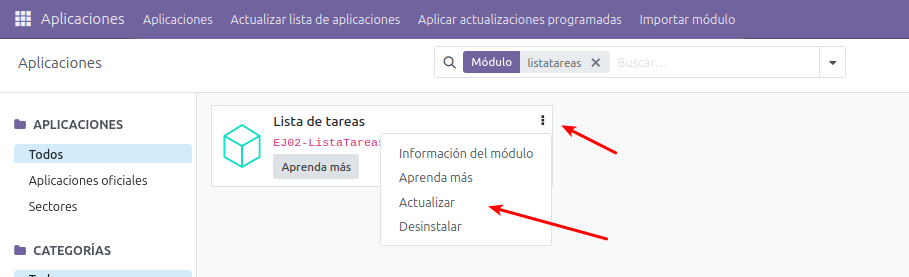 Aplicaciones Aplicaciones Actualizar lista de aplicaciones Aplicar actualizaciones programadas Importar módulo
Aplicaciones
Módulo listatareas Buscar...
APLICACIONES
Todos
Aplicaciones oficiales
Sectores
CATEGORÍAS
Lista de tareas
EJ02-ListaTareas
Aprenda más
Información del módulo
Aprenda más
Actualizar
Desinstalar